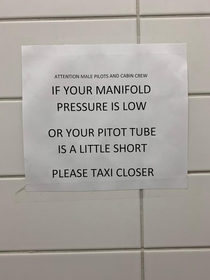 ATTENTION MALE PILOTS AND CABIN CREW
IF YOUR MANIFOLD
PRESSURE IS LOW
OR YOUR PITOT TUBE
IS A LITTLE SHORT
PLEASE TAXI CLOSER